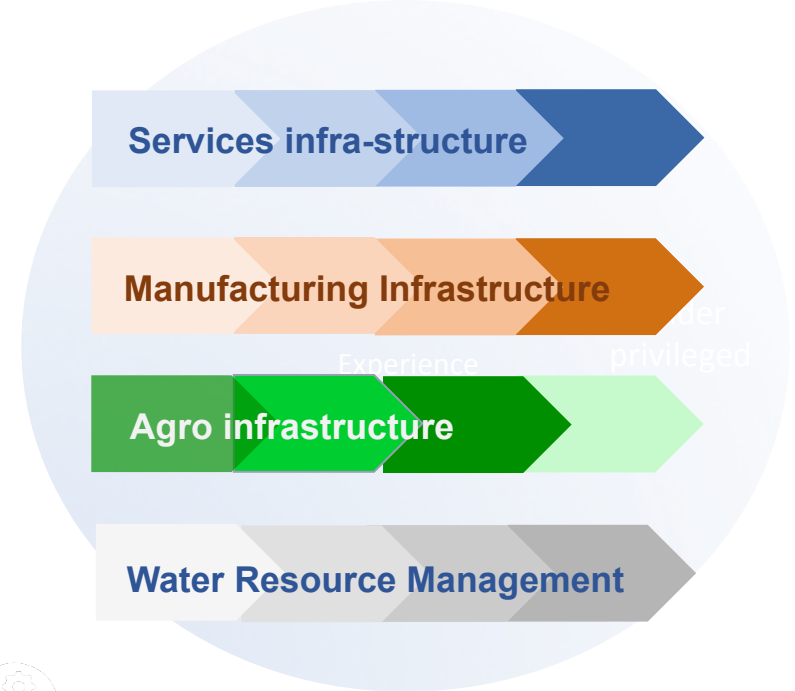 Services infra-structure
Manufacturing Infrastructure
privileged
Experience
Agro infrastructure
Water Resource Management